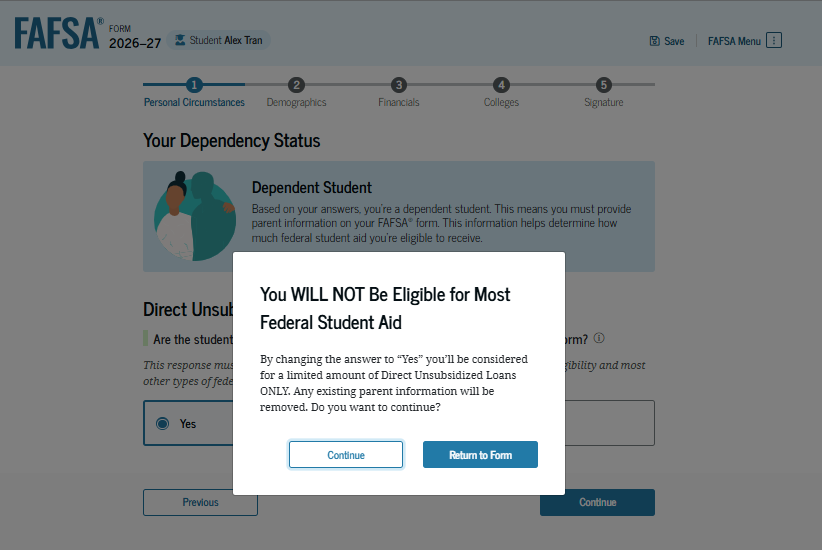 FAFSA® FORM
2026–27
Student Alex Tran
Save
FAFSA Menu
1
2
3
4
5
Personal Circumstances
Demographics
Financials
Colleges
Signature
Your Dependency Status
Dependent Student
Based on your answers, you're a dependent student. This means you must provide
parent information on your FAFSA® form. This information helps determine how
much federal student aid you're eligible to receive.
Direct Unsub
Are the student
orm?
This response mus
gibility and most
other types of fede
Yes
You WILL NOT Be Eligible for Most
Federal Student Aid
By changing the answer to “Yes” you’ll be considered
for a limited amount of Direct Unsubsidized Loans
ONLY. Any existing parent information will be
removed. Do you want to continue?
Continue
Return to Form
Previous
Continue